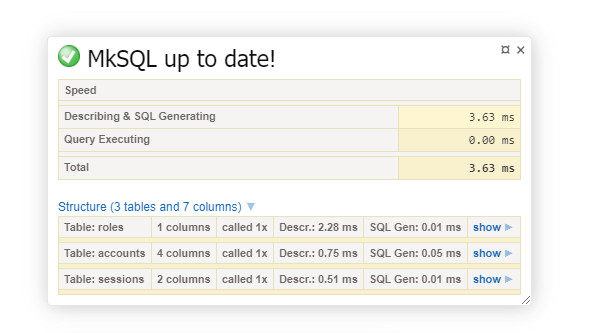 MkSQL up to date!
Speed
Describing & SQL Generating 3.63 ms
Query Executing 0.00 ms
Total 3.63 ms
Structure (3 tables and 7 columns) ▼
Table: roles 1 columns called 1x Descr.: 2.28 ms SQL Gen: 0.01 ms show ►
Table: accounts 4 columns called 1x Descr.: 0.75 ms SQL Gen: 0.05 ms show ►
Table: sessions 2 columns called 1x Descr.: 0.51 ms SQL Gen: 0.01 ms show ►